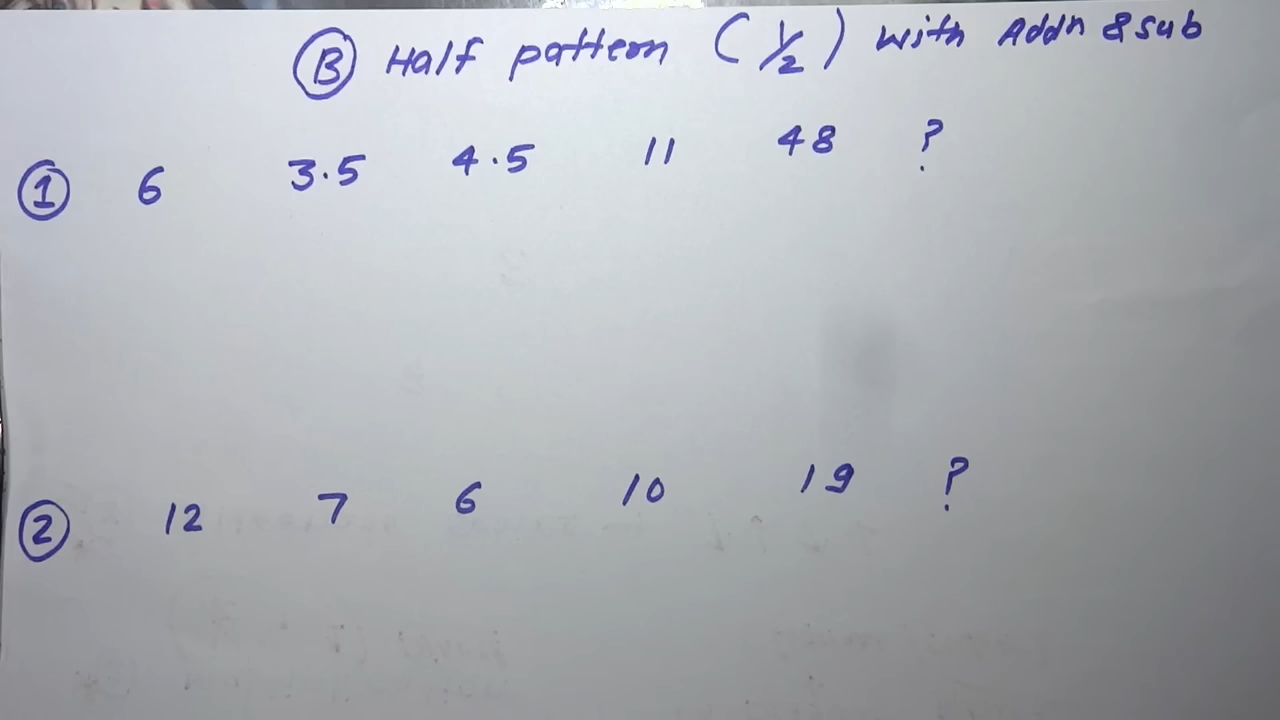 B Half pattern (1/2) with Addn & sub
1 6 3.5 4.5 11 48 ?
2 12 7 6 10 19 ?